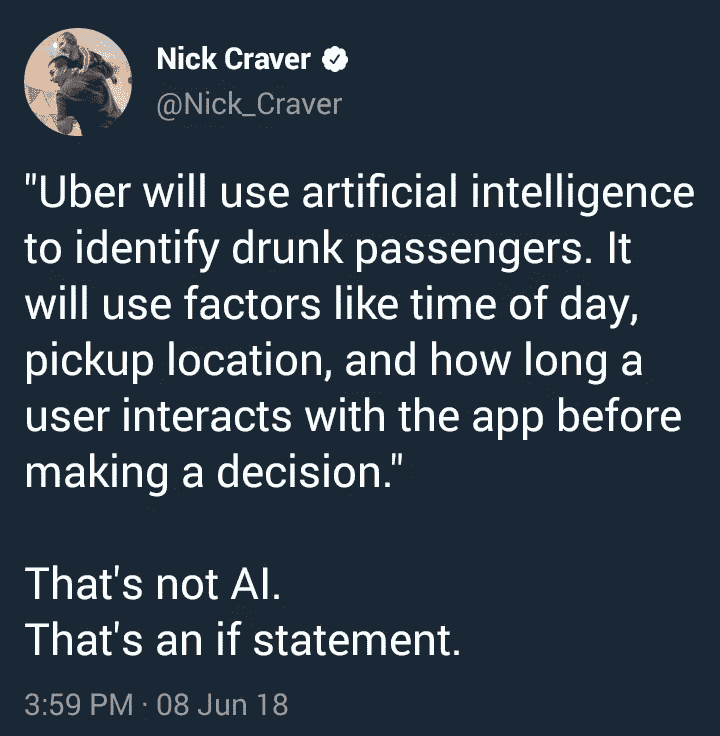 Nick Craver
@Nick_Craver
"Uber will use artificial intelligence
to identify drunk passengers. It
will use factors like time of day,
pickup location, and how long a
user interacts with the app before
making a decision."
That's not AI.
That's an if statement.
3:59 PM · 08 Jun 18